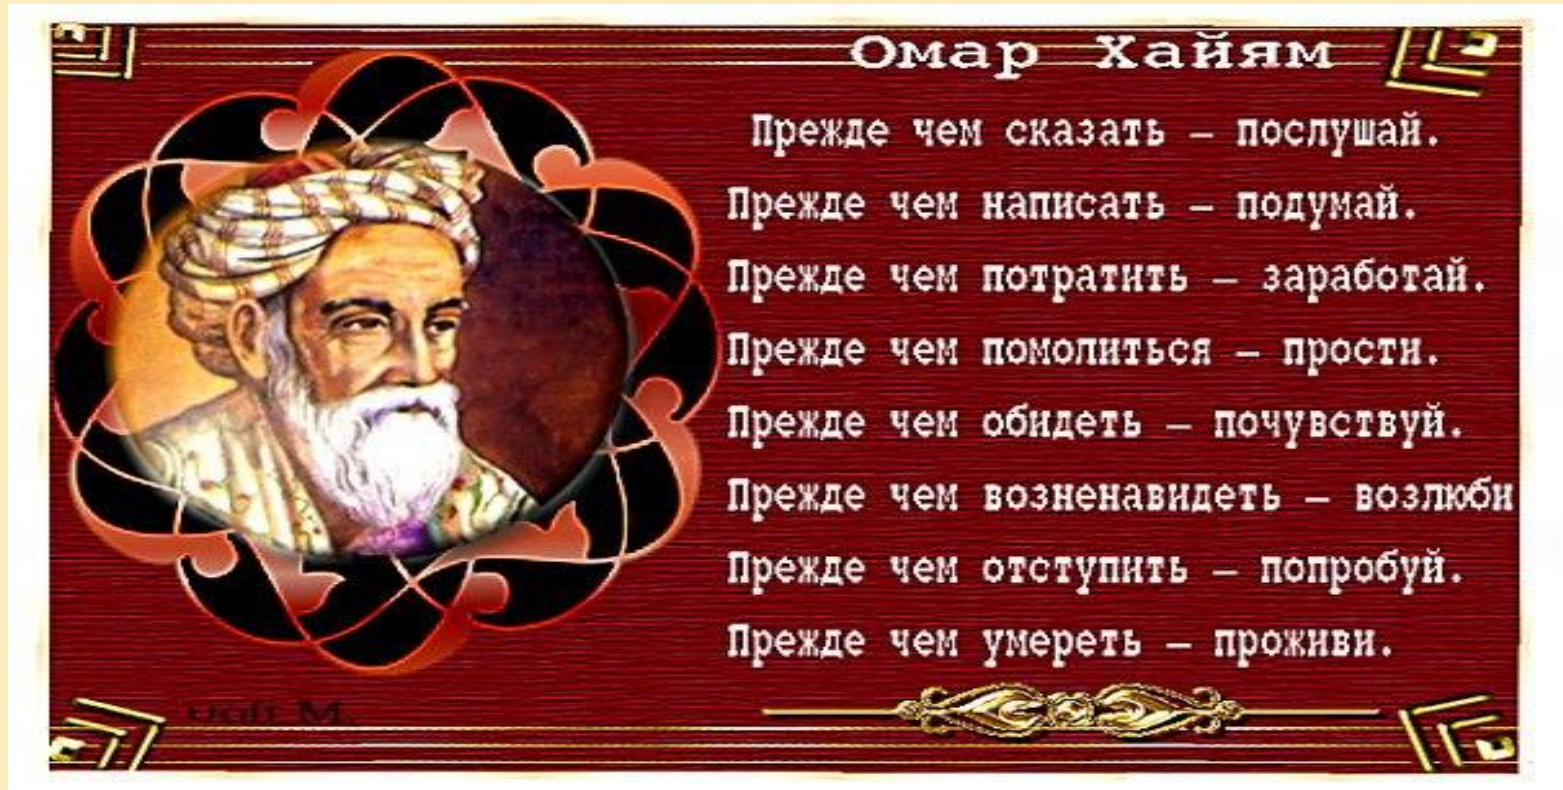 Омар Хайям
Прежде чем сказать – послушай.
Прежде чем написать – подумай.
Прежде чем потратить – заработай.
Прежде чем помолиться – прости.
Прежде чем обидеть – почувствуй.
Прежде чем возненавидеть – возлюби
Прежде чем отступить – попробуй.
Прежде чем умереть – проживи.